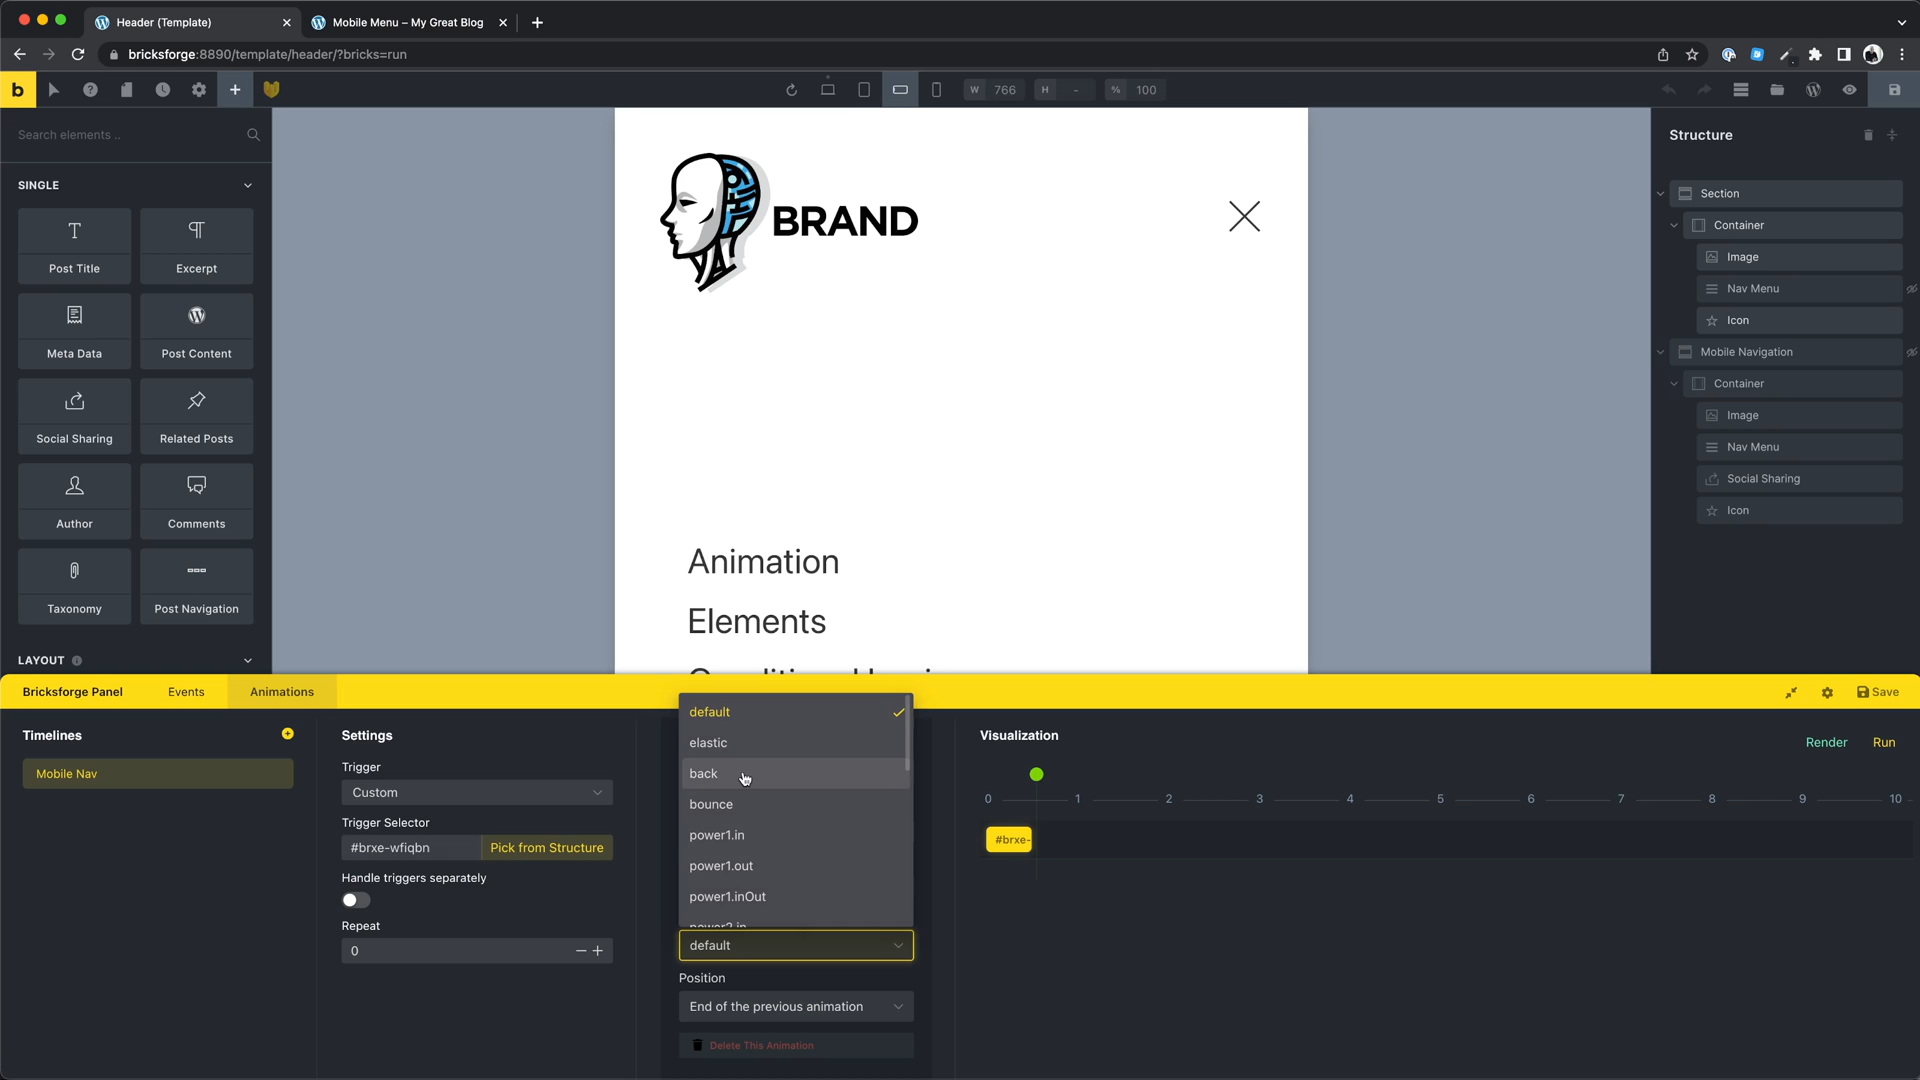 Header (Template)
Mobile Menu – My Great Blog
bricksforge:8890/template/header/?bricks=run
b
W 766
H -
% 100
Search elements ..
SINGLE
Post Title
Excerpt
Meta Data
Post Content
Social Sharing
Related Posts
Author
Comments
Taxonomy
Post Navigation
LAYOUT
BRAND
Animation
Elements
Structure
Section
Container
Image
Nav Menu
Icon
Mobile Navigation
Container
Image
Nav Menu
Social Sharing
Icon
Bricksforge Panel
Events
Animations
Save
Timelines
Mobile Nav
Settings
Trigger
Custom
Trigger Selector
#brxe-wfiqbn
Pick from Structure
Handle triggers separately
Repeat
0
default
elastic
back
bounce
power1.in
power1.out
power1.inOut
power2.in
default
Position
End of the previous animation
Delete This Animation
Visualization
Render
Run
0 1 2 3 4 5 6 7 8 9 10
#brxe-